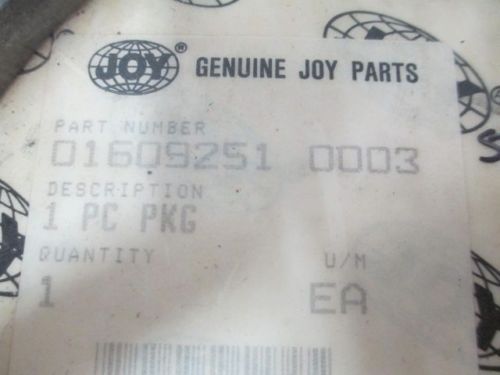 JOY ® GENUINE JOY PARTS
PART NUMBER
01609251 0003
DESCRIPTION
1 PC PKG
QUANTITY U/M
1 EA